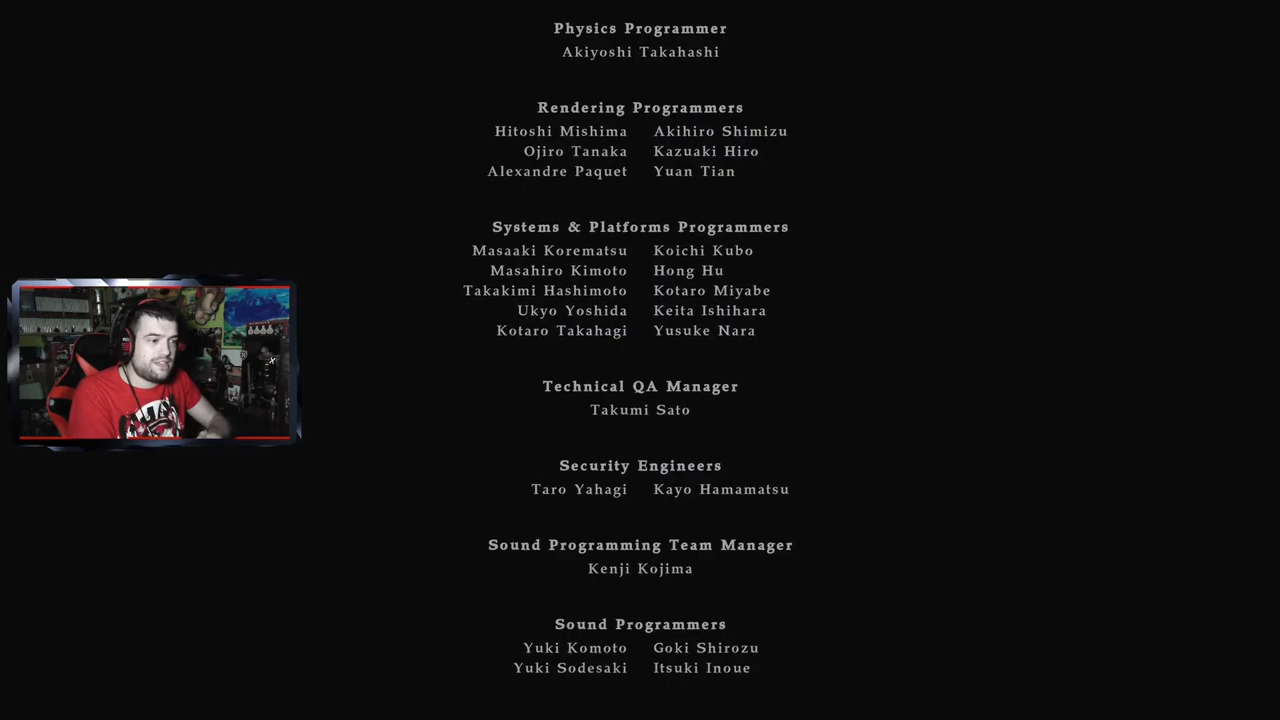 Physics Programmer
Akiyoshi Takahashi
Rendering Programmers
Hitoshi Mishima Akihiro Shimizu
Ojiro Tanaka Kazuaki Hiro
Alexandre Paquet Yuan Tian
Systems & Platforms Programmers
Masaaki Korematsu Koichi Kubo
Masahiro Kimoto Hong Hu
Takakimi Hashimoto Kotaro Miyabe
Ukyo Yoshida Keita Ishihara
Kotaro Takahagi Yusuke Nara
Technical QA Manager
Takumi Sato
Security Engineers
Taro Yahagi Kayo Hamamatsu
Sound Programming Team Manager
Kenji Kojima
Sound Programmers
Yuki Komoto Goki Shirozu
Yuki Sodesaki Itsuki Inoue